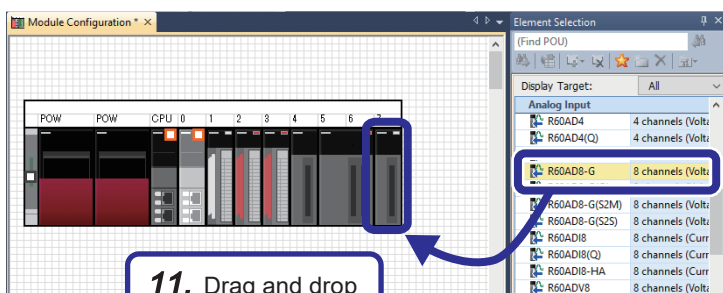 Module Configuration *
Element Selection
(Find POU)
Display Target: All
POW POW CPU 0 1 2 3 4 5 6
Analog Input
R60AD4 4 channels (Volta
R60AD4(Q) 4 channels (Volta
R60AD8-G 8 channels (Volta
R60AD8-G(S2M) 8 channels (Volta
R60AD8-G(S2S) 8 channels (Volta
R60ADI8 8 channels (Curr
R60ADI8(Q) 8 channels (Curr
R60ADI8-HA 8 channels (Curr
R60ADV8 8 channels (Volta
11. Drag and drop